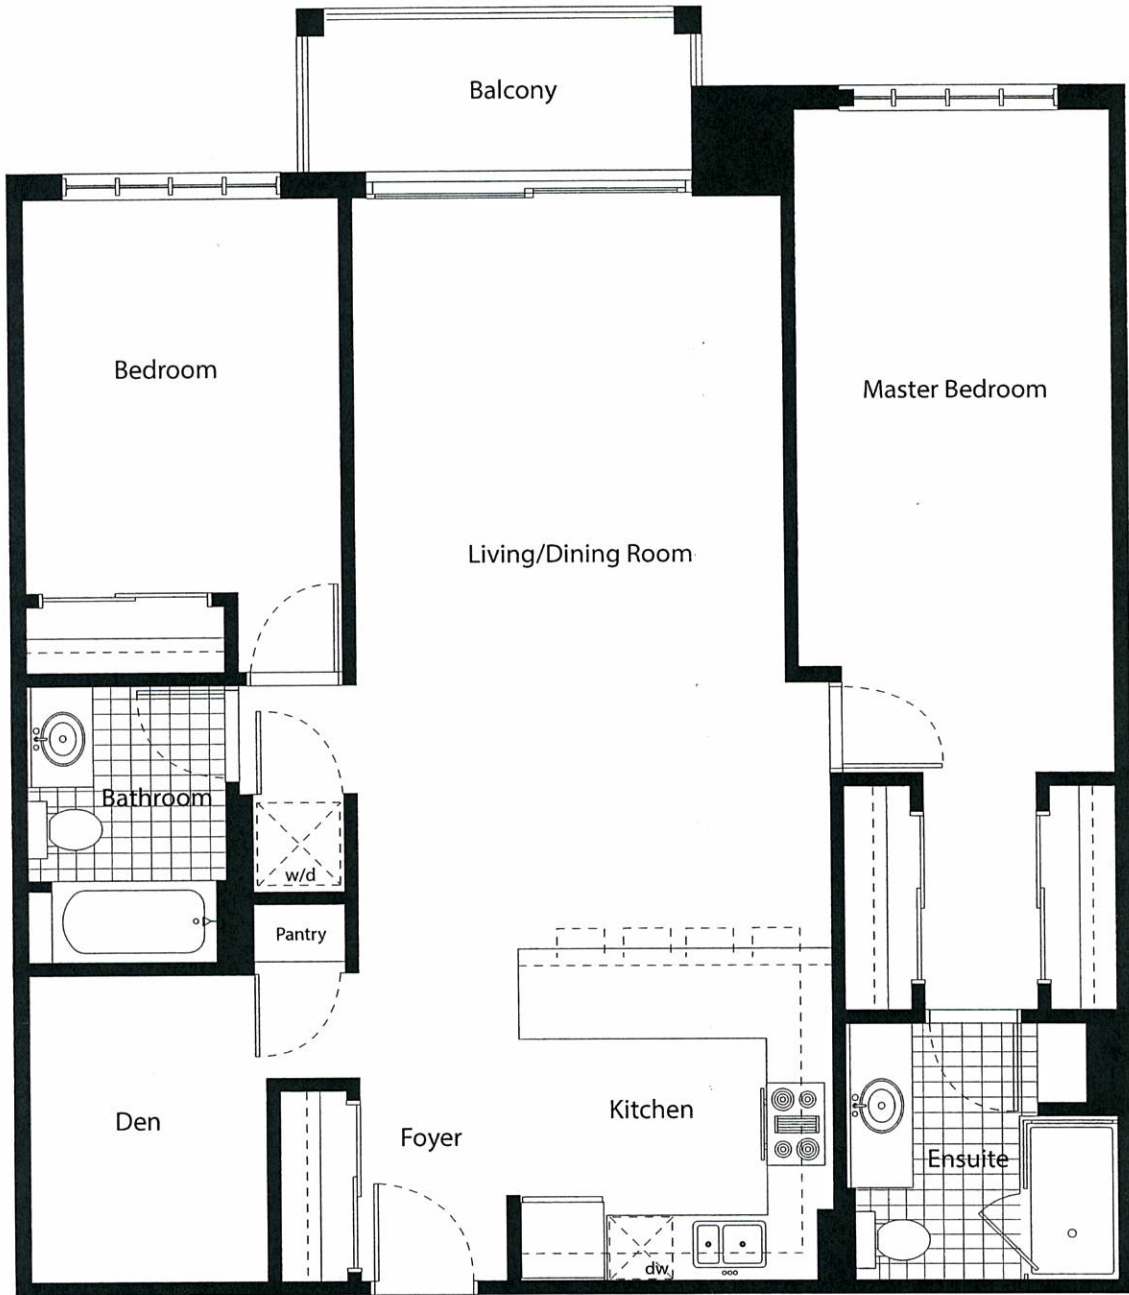 Balcony
Bedroom
Master Bedroom
Living/Dining Room
Bathroom
w/d
Pantry
Den
Foyer
Kitchen
Ensuite
dw